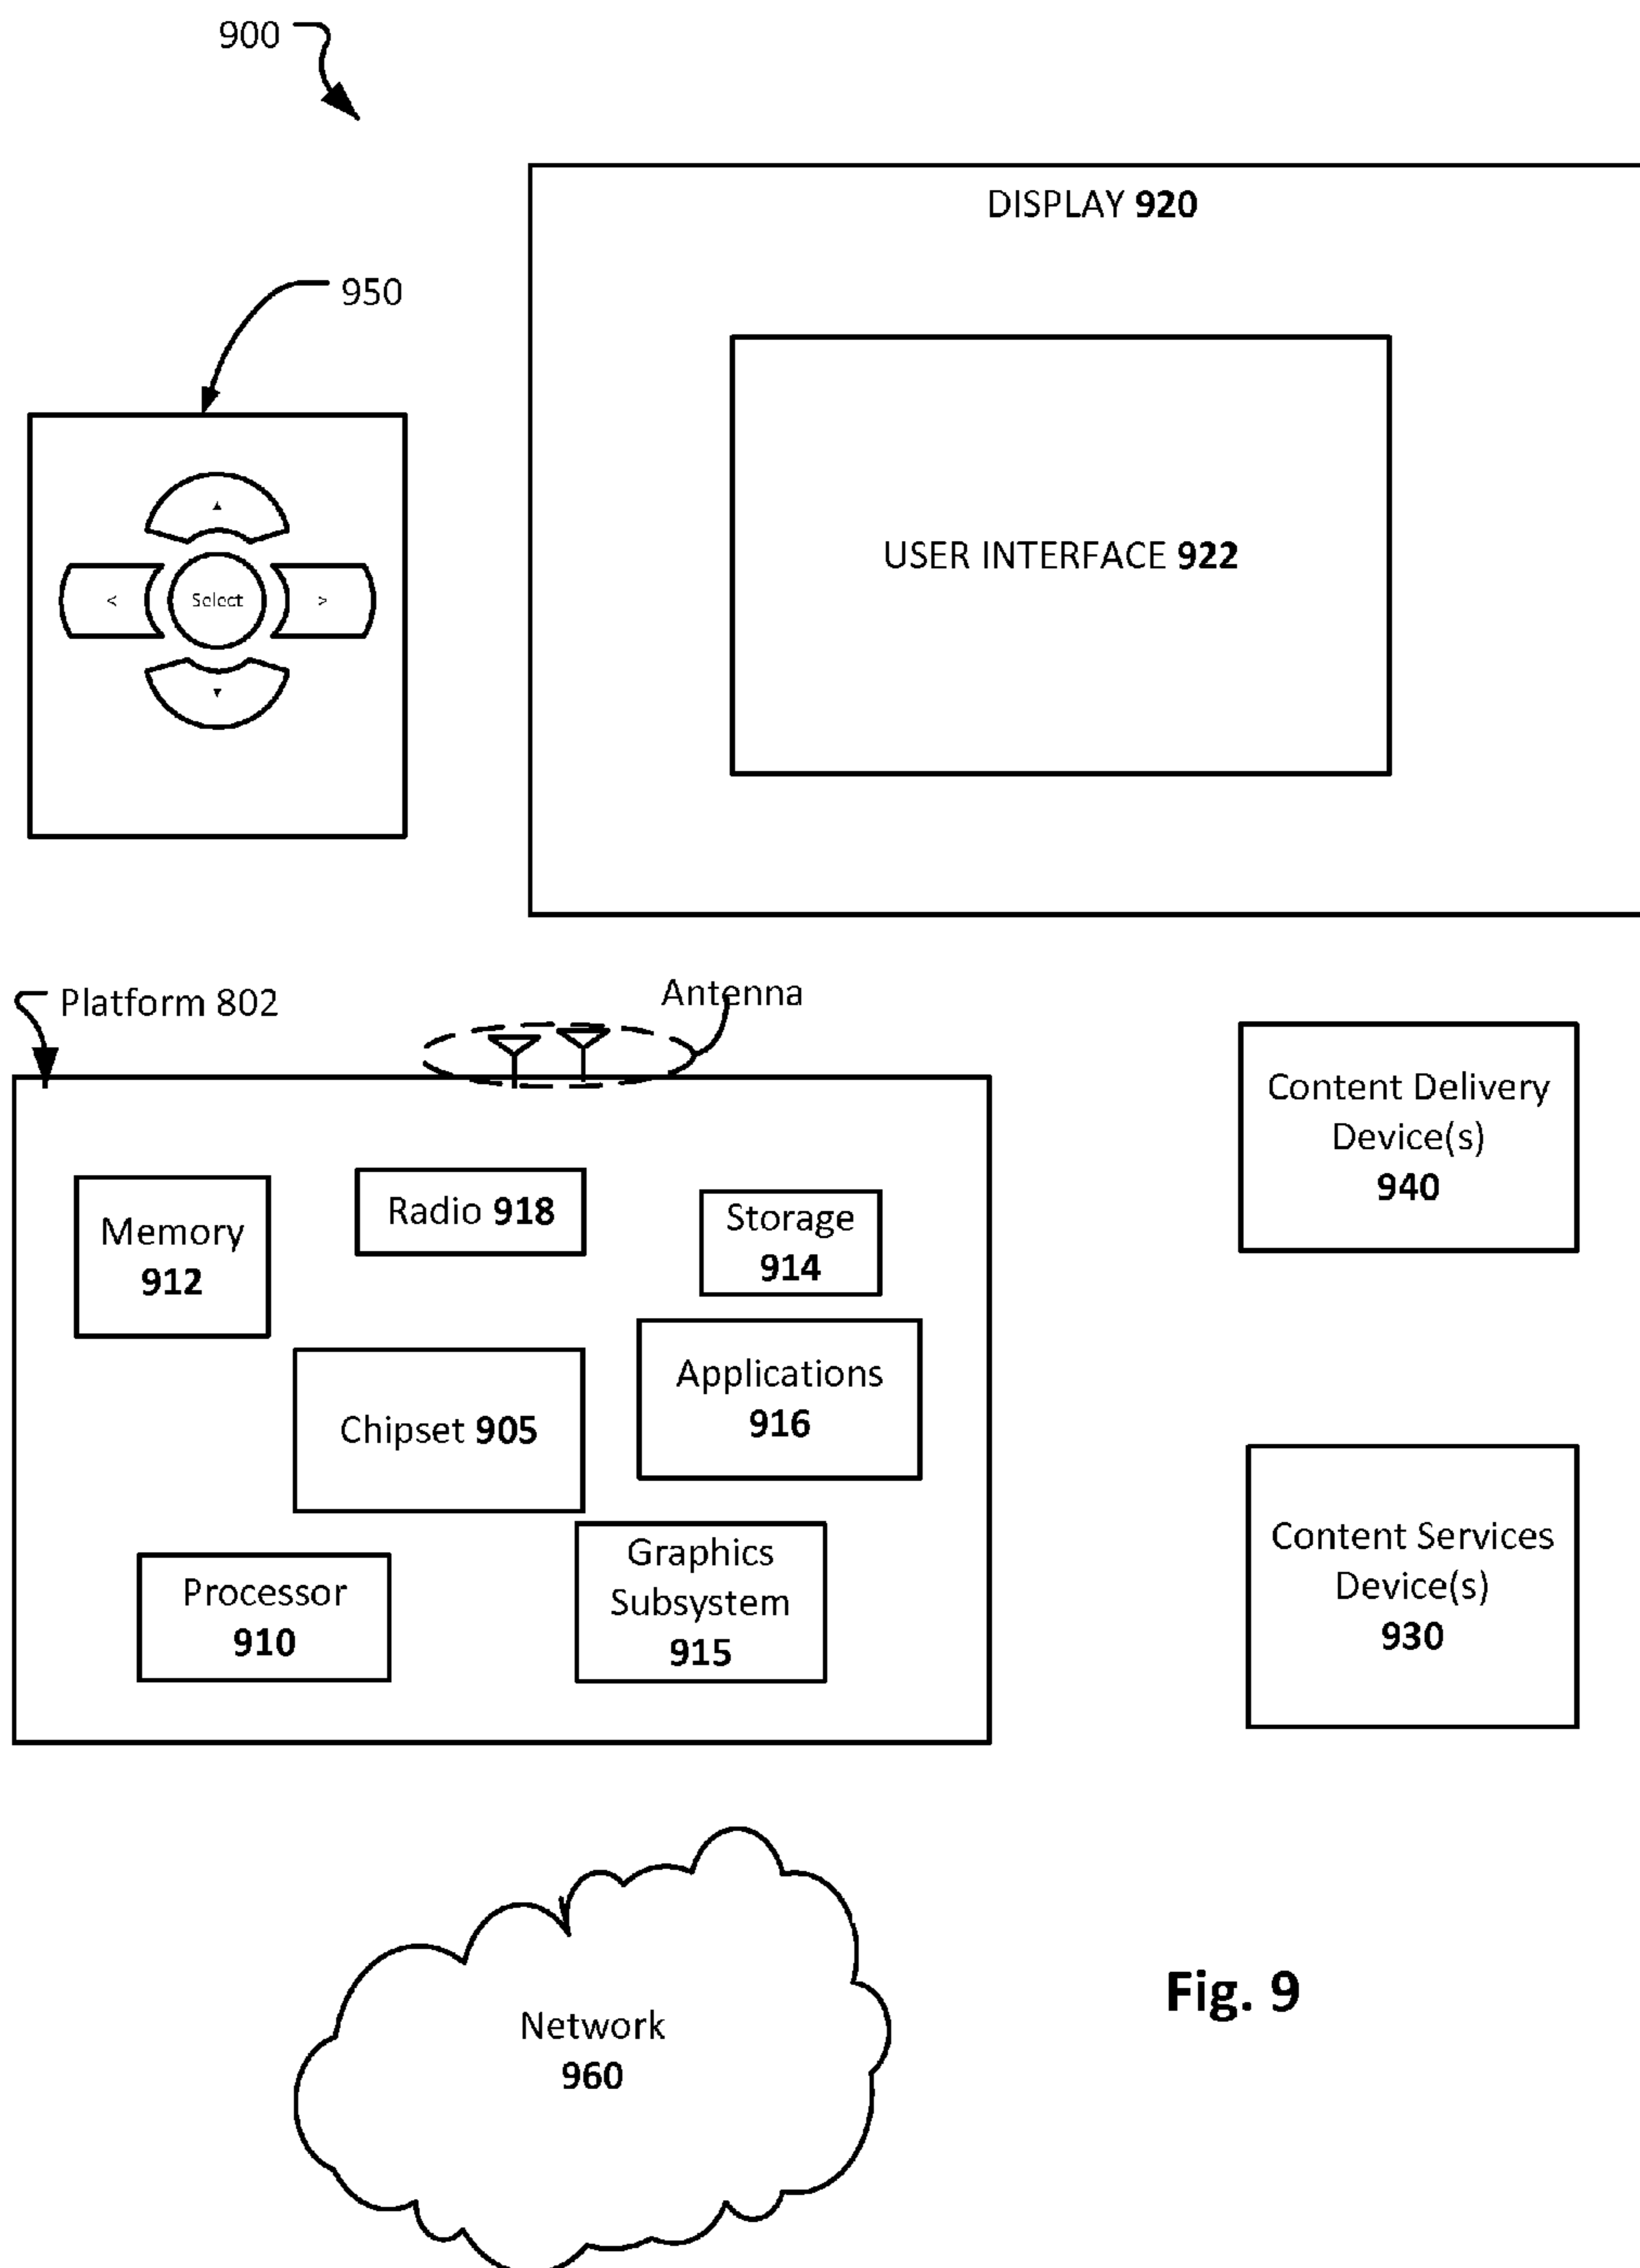 900
DISPLAY 920
950
USER INTERFACE 922
▲
<
Select
>
▼
Platform 802
Antenna
Memory
912
Radio 918
Storage
914
Chipset 905
Applications
916
Processor
910
Graphics
Subsystem
915
Content Delivery
Device(s)
940
Content Services
Device(s)
930
Network
960
Fig. 9